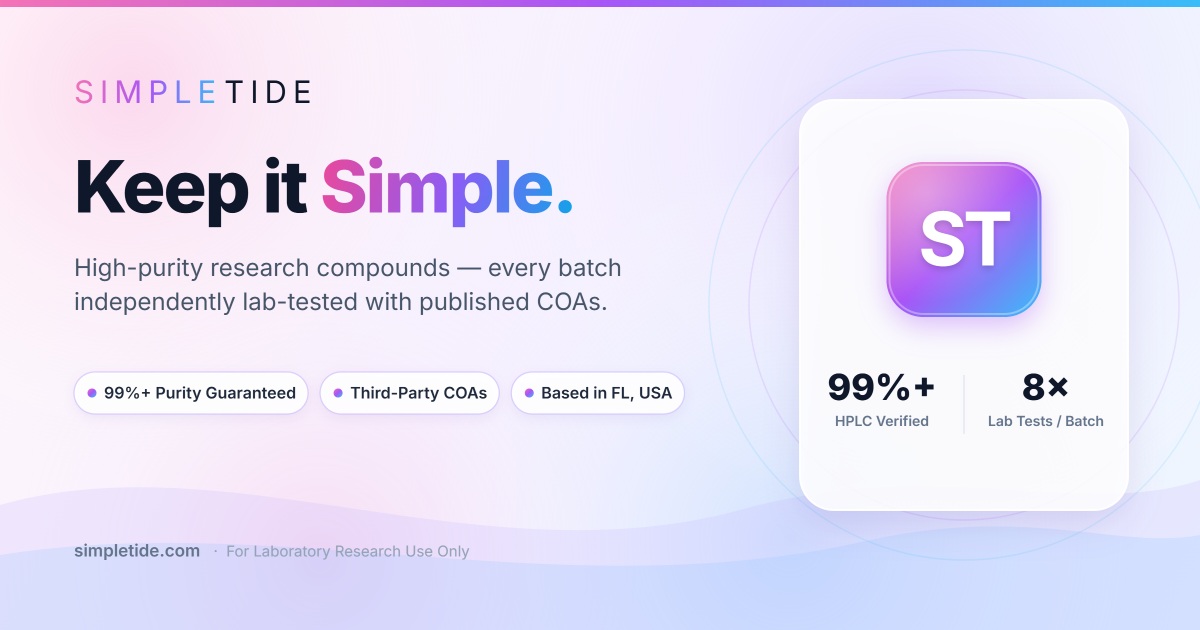 SIMPLETIDE
Keep it Simple.
High-purity research compounds — every batch
independently lab-tested with published COAs.
99%+ Purity Guaranteed
Third-Party COAs
Based in FL, USA
simpletide.com · For Laboratory Research Use Only
ST
99%+
HPLC Verified
8×
Lab Tests / Batch